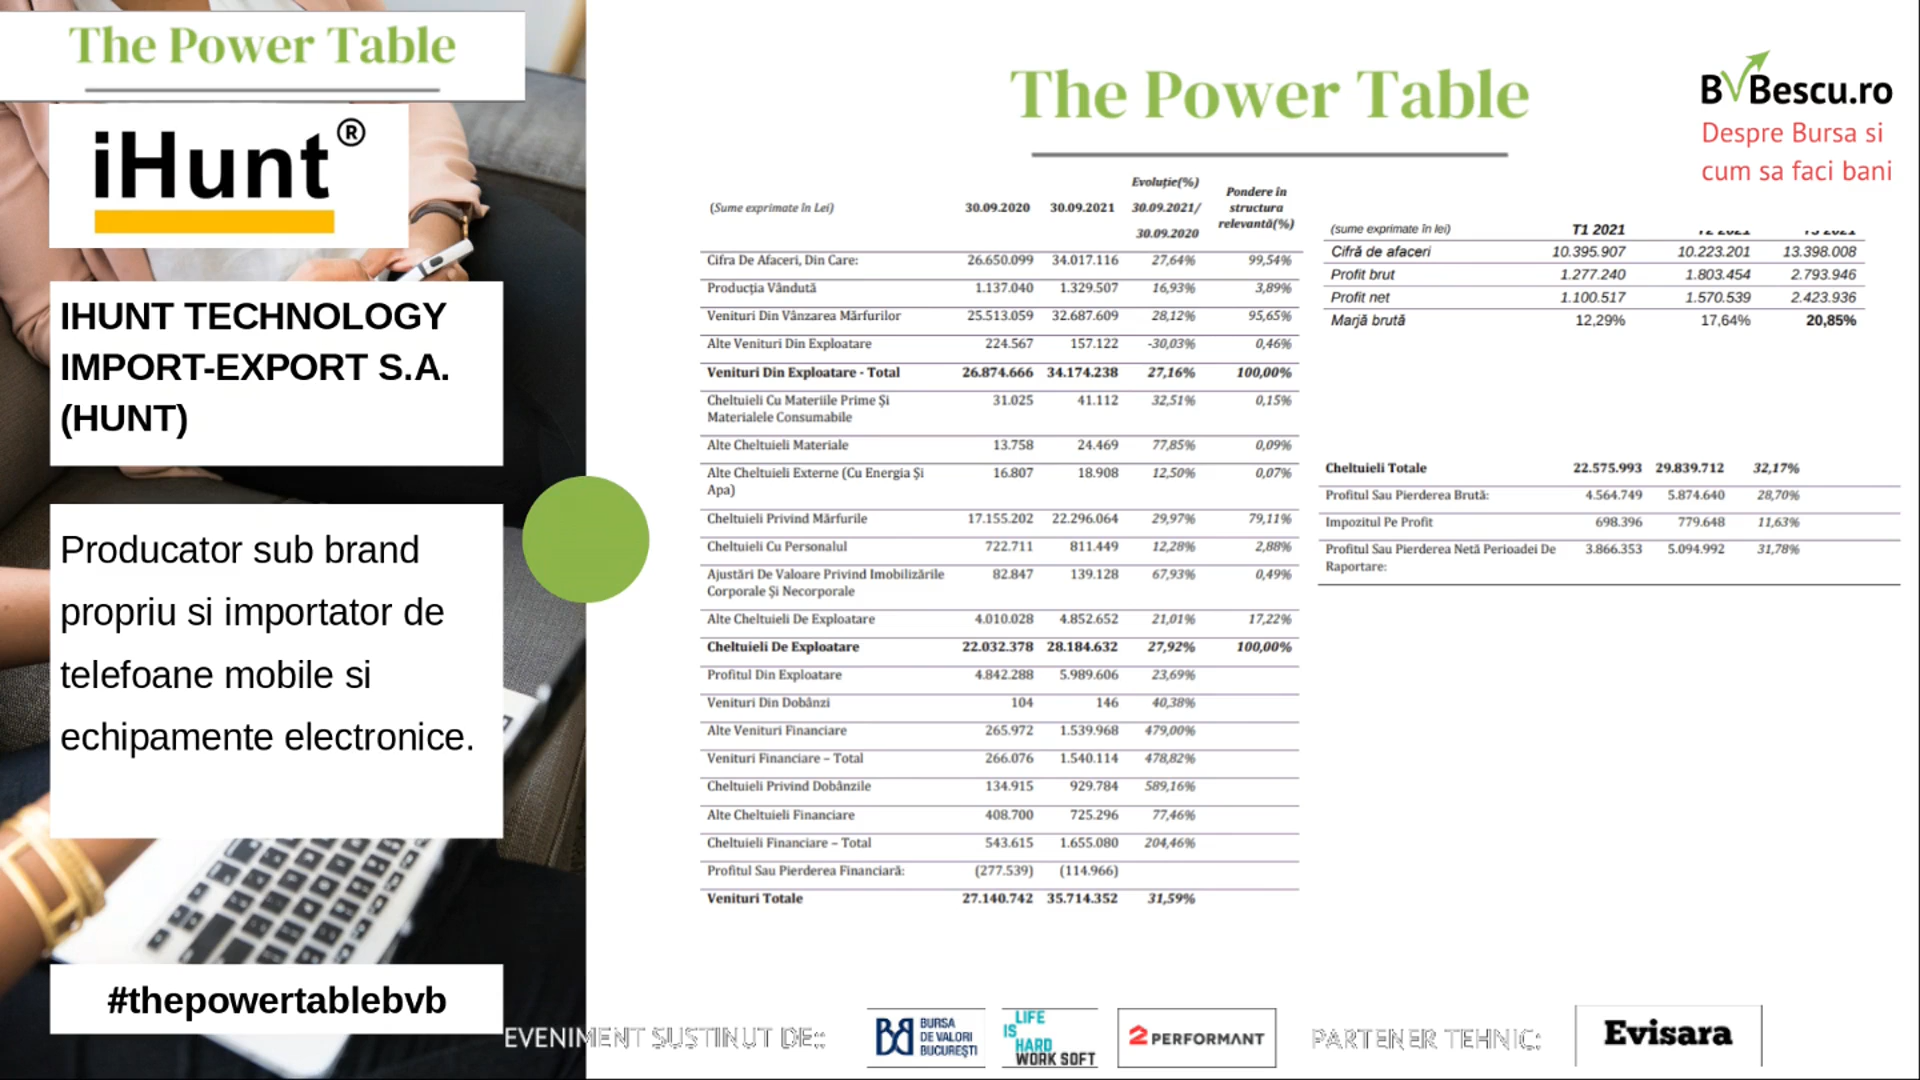 The Power Table
iHunt®
IHUNT TECHNOLOGY
IMPORT-EXPORT S.A.
(HUNT)
Producator sub brand
propriu si importator de
telefoane mobile si
echipamente electronice.
#thepowertablebvb
The Power Table
BVBescu.ro
Despre Bursa si
cum sa faci bani
(Sume exprimate în Lei) 30.09.2020 30.09.2021 Evoluție(%) 30.09.2021/ 30.09.2020 Pondere în structura relevantă(%)
Cifra De Afaceri, Din Care: 26.650.099 34.017.116 27,64% 99,54%
Producția Vândută 1.137.040 1.329.507 16,93% 3,89%
Venituri Din Vânzarea Mărfurilor 25.513.059 32.687.609 28,12% 95,65%
Alte Venituri Din Exploatare 224.567 157.122 -30,03% 0,46%
Venituri Din Exploatare - Total 26.874.666 34.174.238 27,16% 100,00%
Cheltuieli Cu Materiile Prime Și 31.025 41.112 32,51% 0,15%
Materialele Consumabile
Alte Cheltuieli Materiale 13.758 24.469 77,85% 0,09%
Alte Cheltuieli Externe (Cu Energia Și 16.807 18.908 12,50% 0,07%
Apa)
Cheltuieli Privind Mărfurile 17.155.202 22.296.064 29,97% 79,11%
Cheltuieli Cu Personalul 722.711 811.449 12,28% 2,88%
Ajustări De Valoare Privind Imobilizările 82.847 139.128 67,93% 0,49%
Corporale Și Necorporale
Alte Cheltuieli De Exploatare 4.010.028 4.852.652 21,01% 17,22%
Cheltuieli De Exploatare 22.032.378 28.184.632 27,92% 100,00%
Profitul Din Exploatare 4.842.288 5.989.606 23,69%
Venituri Din Dobânzi 104 146 40,38%
Alte Venituri Financiare 265.972 1.539.968 479,00%
Venituri Financiare – Total 266.076 1.540.114 478,82%
Cheltuieli Privind Dobânzile 134.915 929.784 589,16%
Alte Cheltuieli Financiare 408.700 725.296 77,46%
Cheltuieli Financiare – Total 543.615 1.655.080 204,46%
Profitul Sau Pierderea Financiară: (277.539) (114.966)
Venituri Totale 27.140.742 35.714.352 31,59%
(sume exprimate în lei) T1 2021
Cifră de afaceri 10.395.907 10.223.201 13.398.008
Profit brut 1.277.240 1.803.454 2.793.946
Profit net 1.100.517 1.570.539 2.423.936
Marjă brută 12,29% 17,64% 20,85%
Cheltuieli Totale 22.575.993 29.839.712 32,17%
Profitul Sau Pierderea Brută: 4.564.749 5.874.640 28,70%
Impozitul Pe Profit 698.396 779.648 11,63%
Profitul Sau Pierderea Netă Perioadei De 3.866.353 5.094.992 31,78%
Raportare:
EVENIMENT SUSTINUT DE:
BURSA
DE VALORI
BUCUREȘTI
LIFE
IS
HARD
WORK SOFT
2PERFORMANT
PARTENER TEHNIC:
Evisara